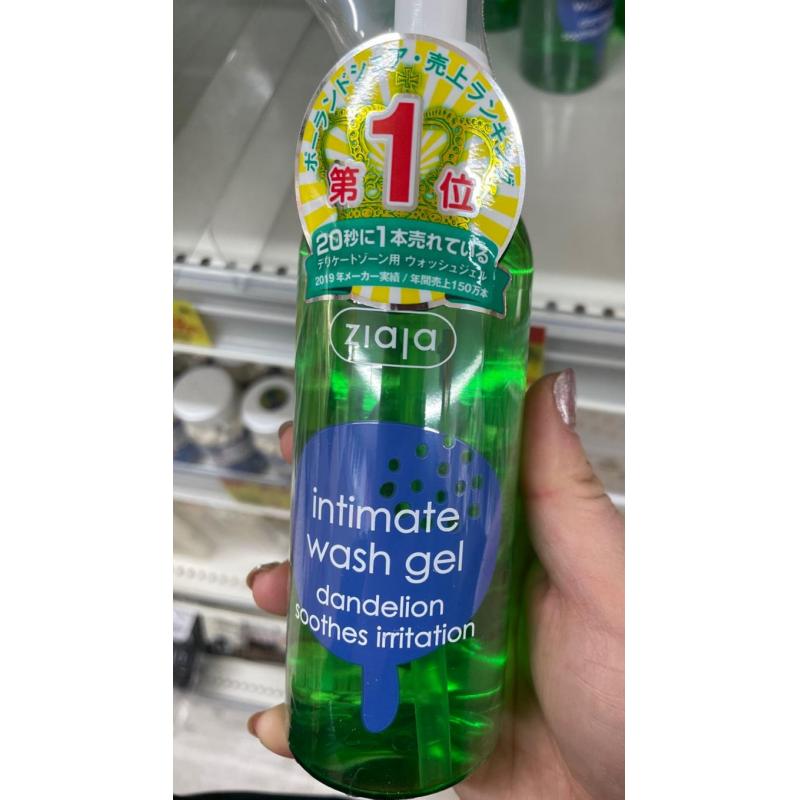 ポーランドシェア・売上ランキング
第1位
20秒に1本売れている
デリケートゾーン用 ウォッシュジェル
2019年メーカー実績/年間売上150万本
ziaja
intimate
wash gel
dandelion
soothes irritation